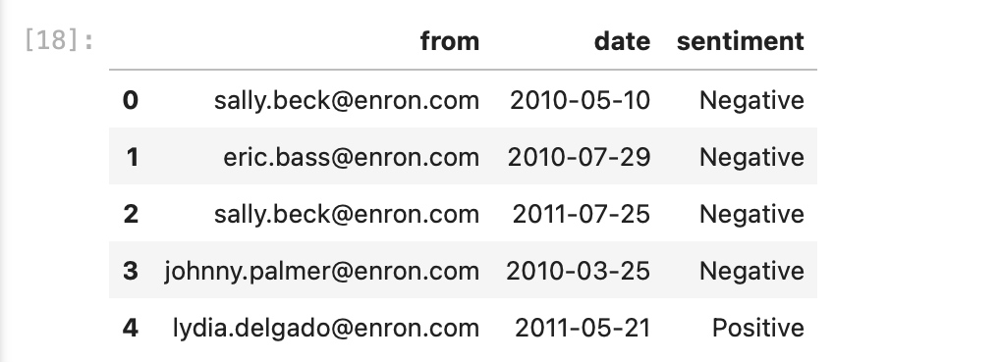 [18]:
from date sentiment
0 sally.beck@enron.com 2010-05-10 Negative
1 eric.bass@enron.com 2010-07-29 Negative
2 sally.beck@enron.com 2011-07-25 Negative
3 johnny.palmer@enron.com 2010-03-25 Negative
4 lydia.delgado@enron.com 2011-05-21 Positive